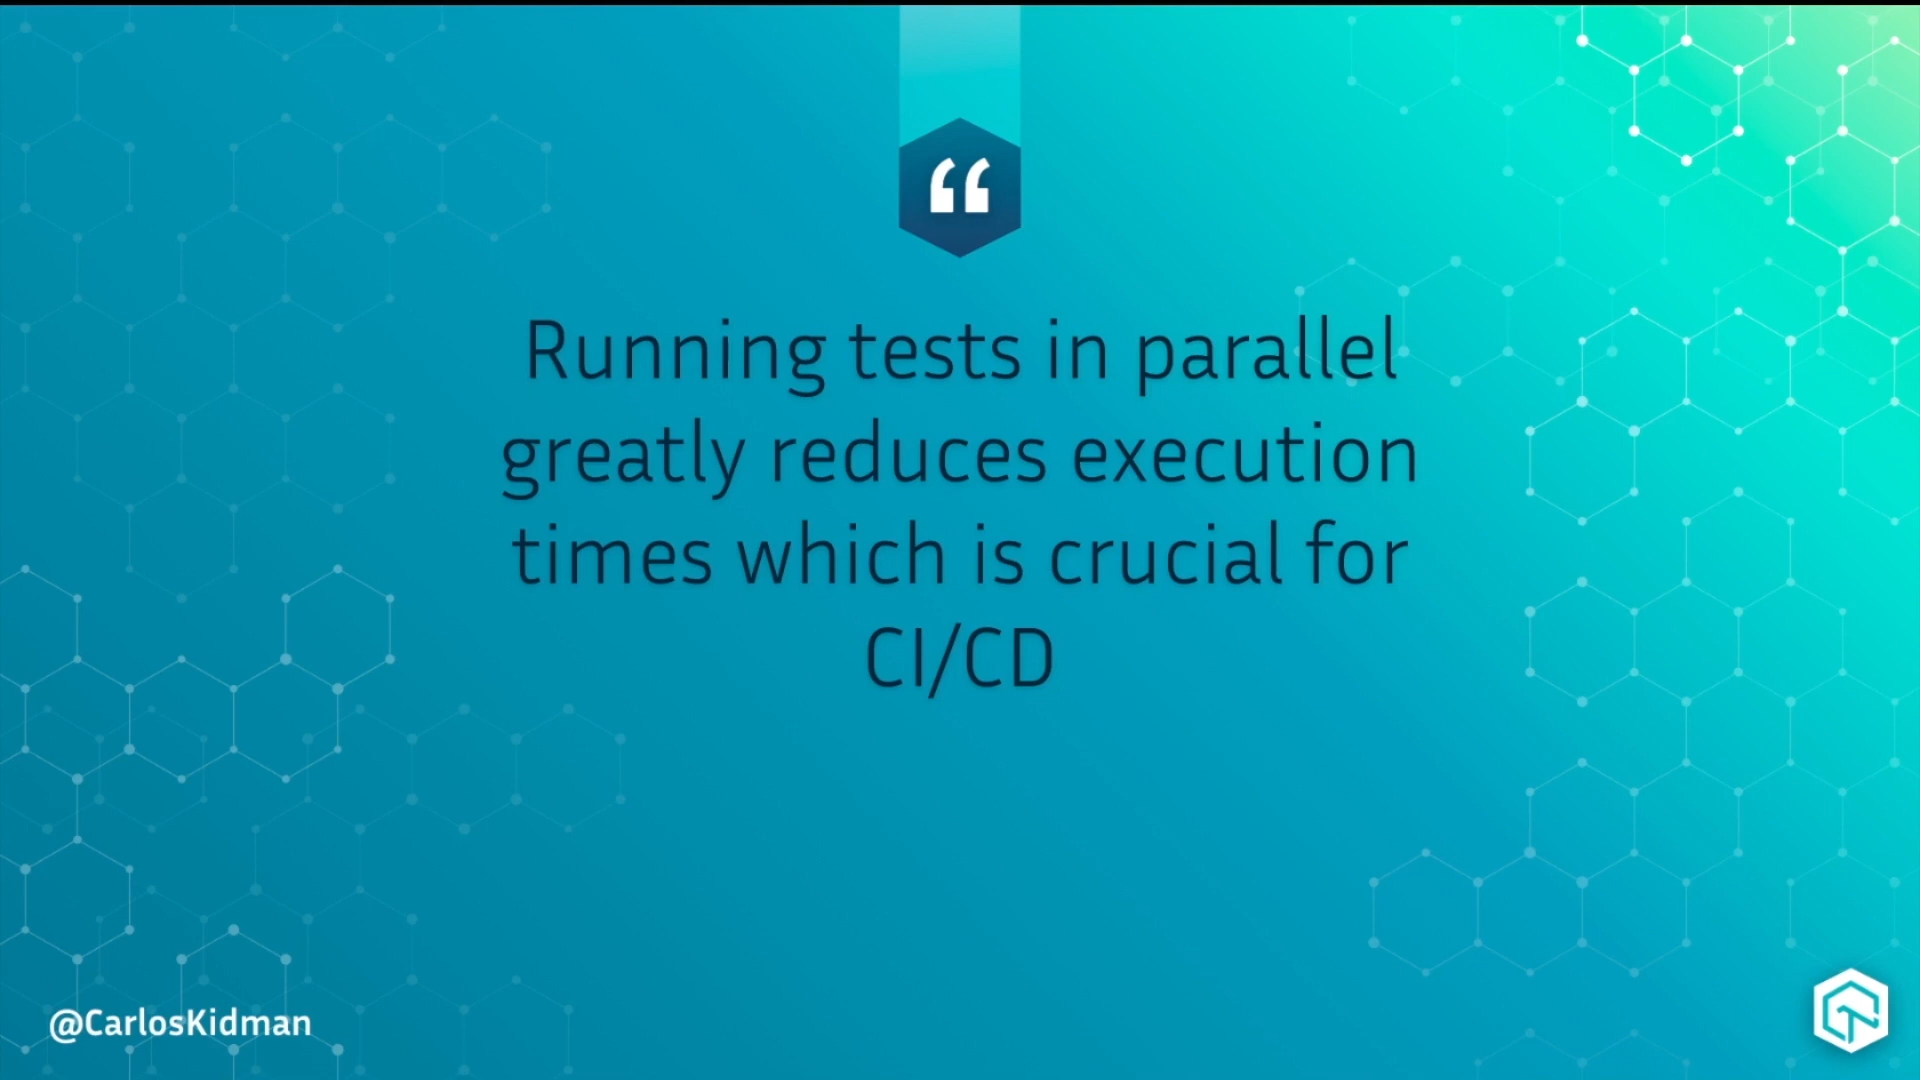 “
Running tests in parallel
greatly reduces execution
times which is crucial for
CI/CD
@CarlosKidman